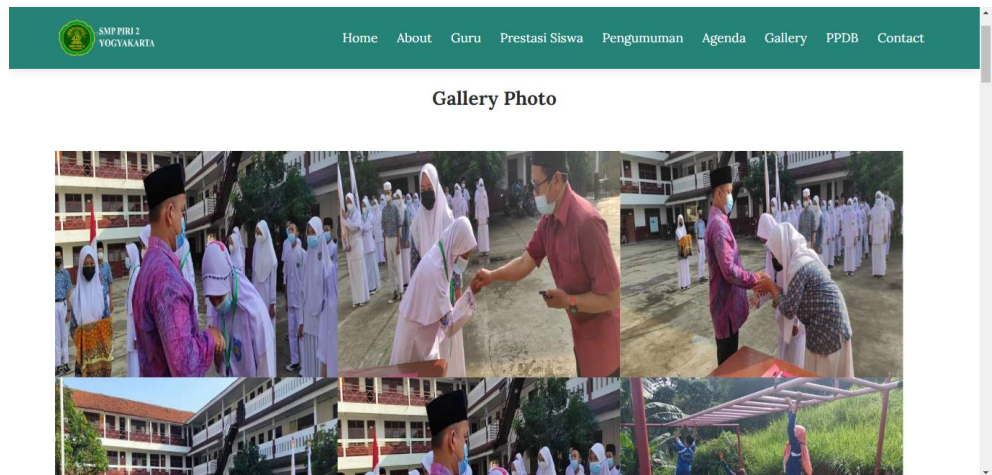 SMP PIRI 2
YOGYAKARTA
Home About Guru Prestasi Siswa Pengumuman Agenda Gallery PPDB Contact
Gallery Photo